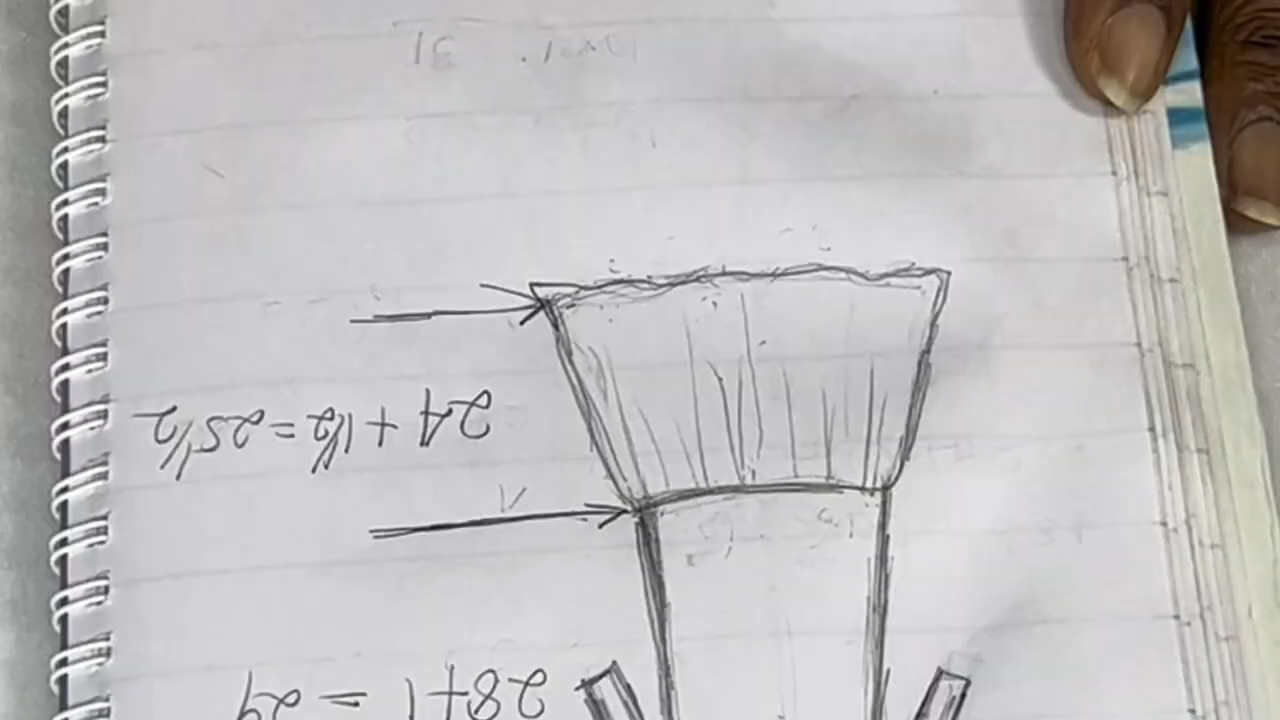 28+1 = 29
24 + 1½ = 25½